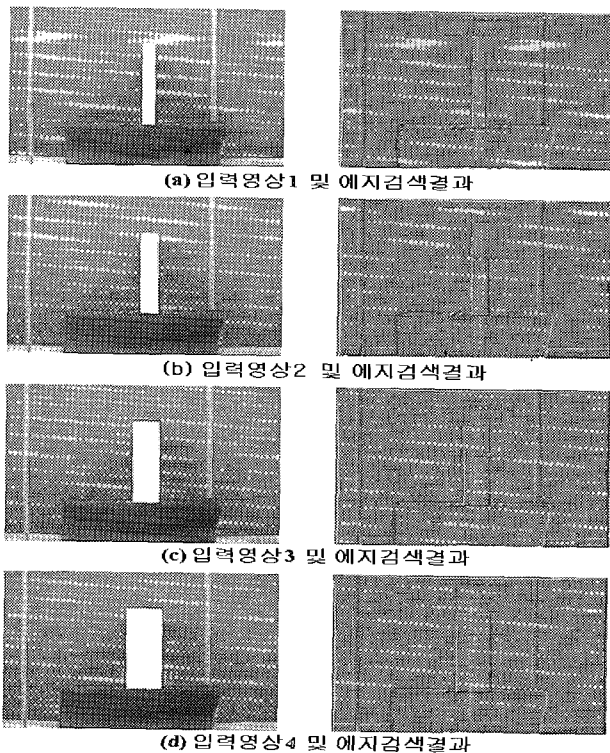 (a) 입력영상1 및 에지검색결과
(b) 입력영상2 및 에지검색결과
(c) 입력영상3 및 에지검색결과
(d) 입력영상4 및 에지검색결과